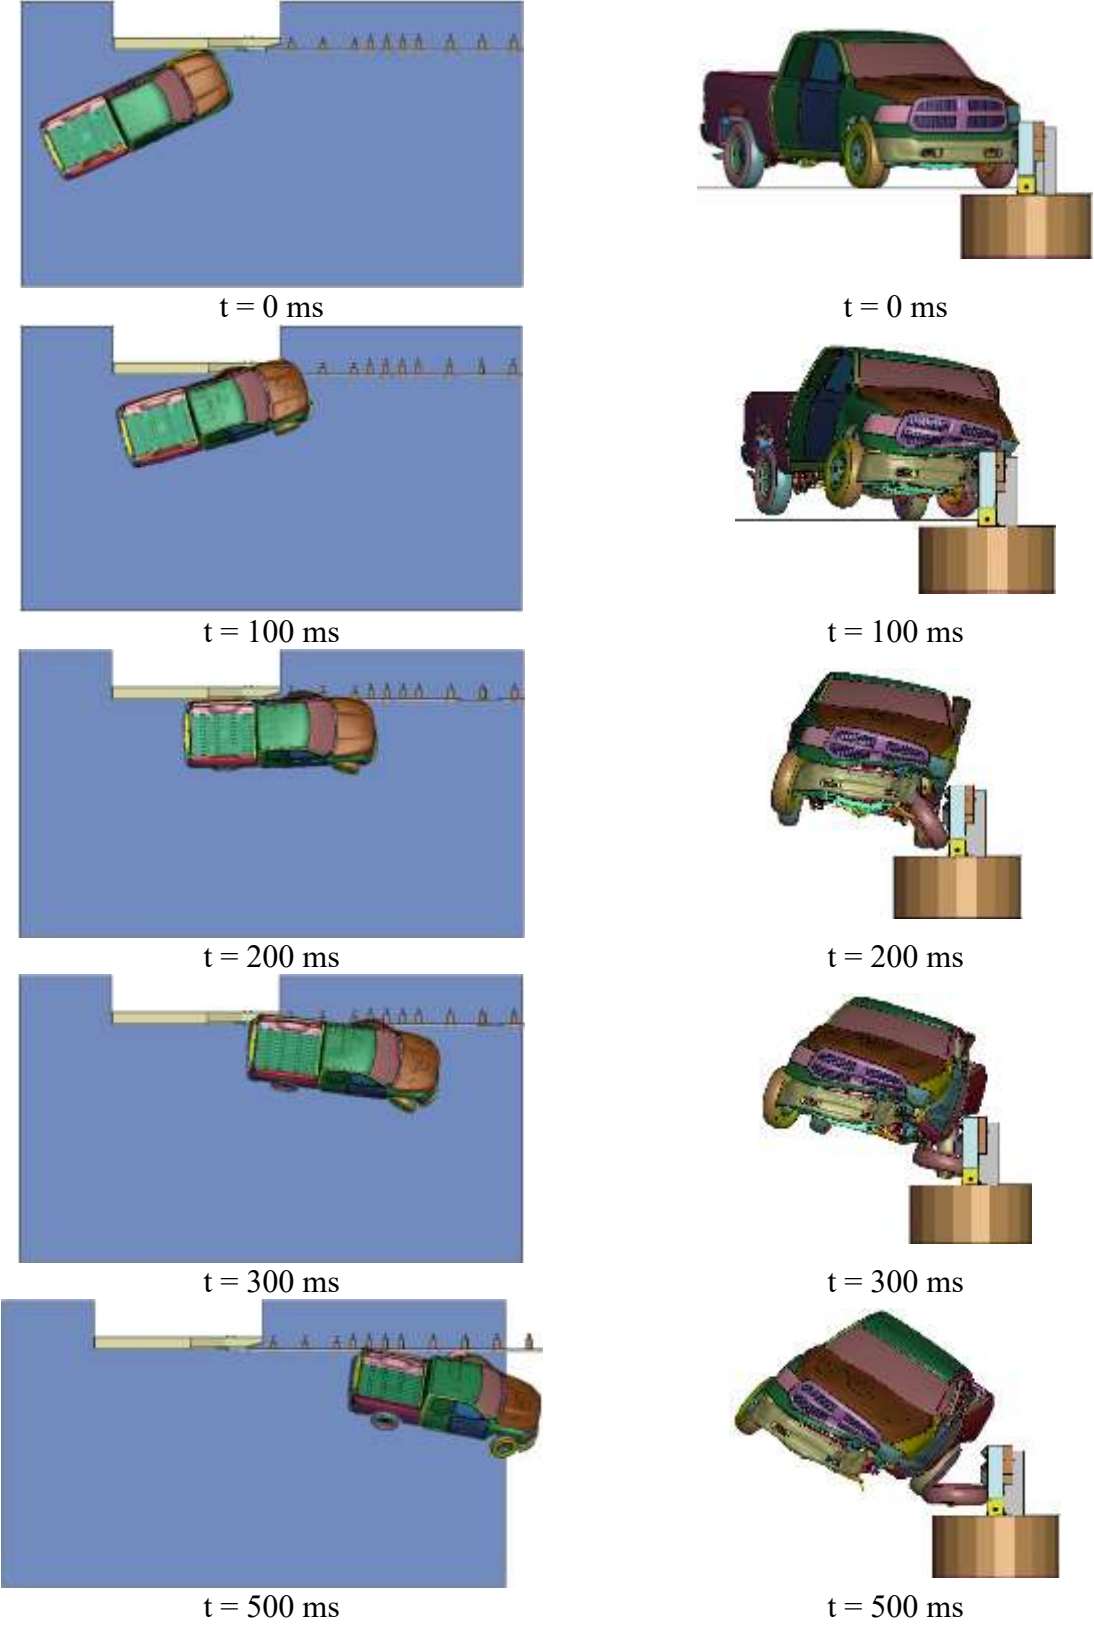 t = 0 ms
t = 0 ms
t = 100 ms
t = 100 ms
t = 200 ms
t = 200 ms
t = 300 ms
t = 300 ms
t = 500 ms
t = 500 ms